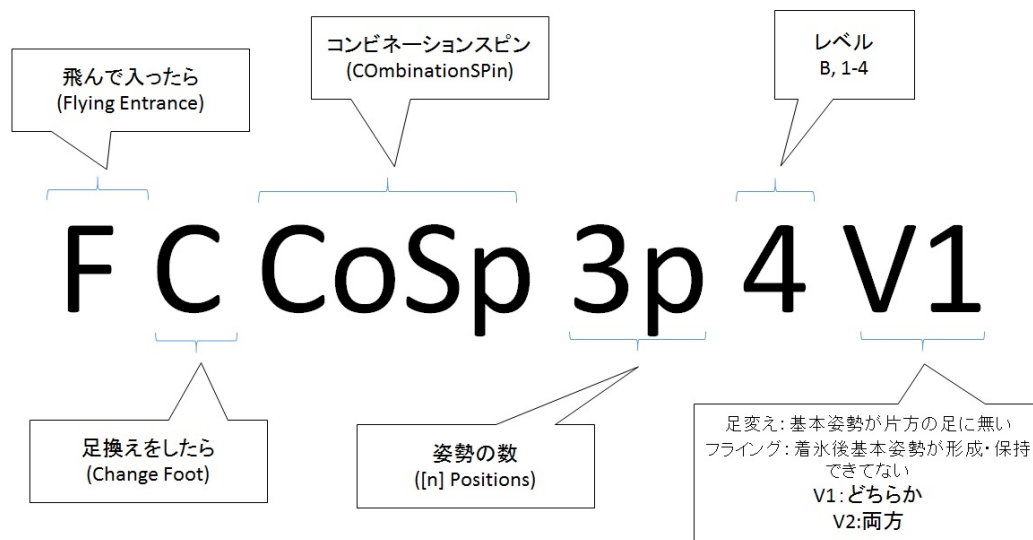 飛んで入ったら
(Flying Entrance)
コンビネーションスピン
(COmbinationSPin)
レベル
B, 1-4
F C CoSp 3p 4 V1
足換えをしたら
(Change Foot)
姿勢の数
([n] Positions)
足変え：基本姿勢が片方の足に無い
フライング：着氷後基本姿勢が形成・保持
できてない
V1：どちらか
V2:両方